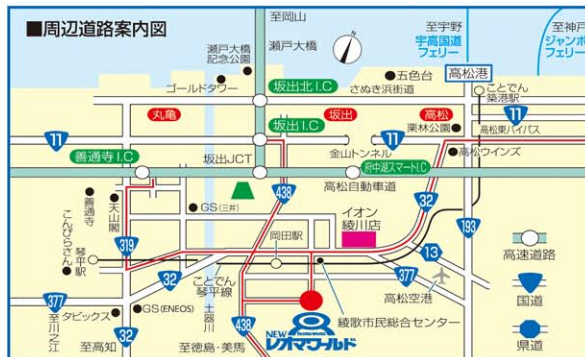 ■周辺道路案内図
至岡山
瀬戸大橋
瀬戸大橋
記念公園
ゴールドタワー
至宇野
宇高国道
フェリー
至神戸
ジャンボ
フェリー
高松港
五色台
さぬき浜街道
ことでん
築港駅
坂出北I.C
丸亀
坂出
高松
11
坂出I.C
11
栗林公園
11
高松東バイパス
善通寺I.C
坂出JCT
金山トンネル
府中湖スマートI.C
高松ウインズ
高松自動車道
438
32
193
善通寺
天山閣
GS(三井)
イオン
綾川店
岡田駅
こんぴらさん
琴平駅
319
32
ことでん
琴平線
13
377
高松空港
綾歌市民総合センター
377
タピックス
GS(ENEOS)
土器川
438
至川之江
32
至高知
至徳島・美馬
NEW
レオマワールド
高速道路
国道
県道